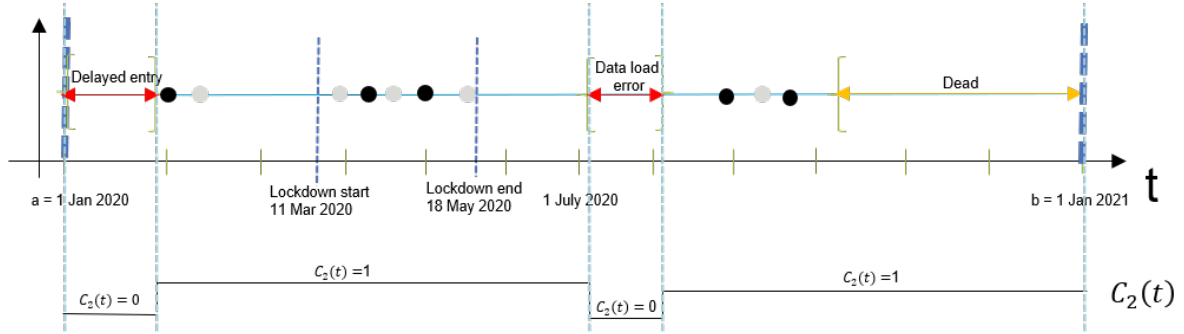 Delayed entry
Data load
error
Dead
t
a = 1 Jan 2020
Lockdown start
11 Mar 2020
Lockdown end
18 May 2020
1 July 2020
b = 1 Jan 2021
C₂(t) = 0
C₂(t) =1
C₂(t) = 0
C₂(t) =1
C₂(t)